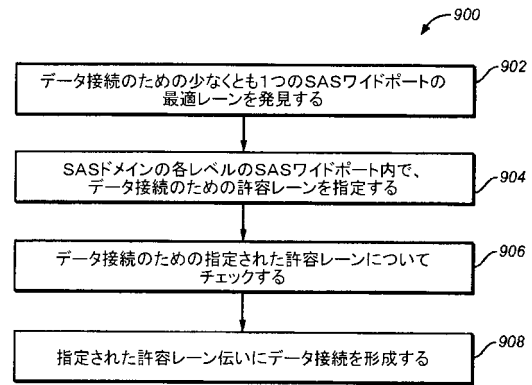 900
データ接続のための少なくとも1つのSASワイドポートの
最適レーンを発見する
902
SASドメインの各レベルのSASワイドポート内で、
データ接続のための許容レーンを指定する
904
データ接続のための指定された許容レーンについて
チェックする
906
指定された許容レーン伝いにデータ接続を形成する
908